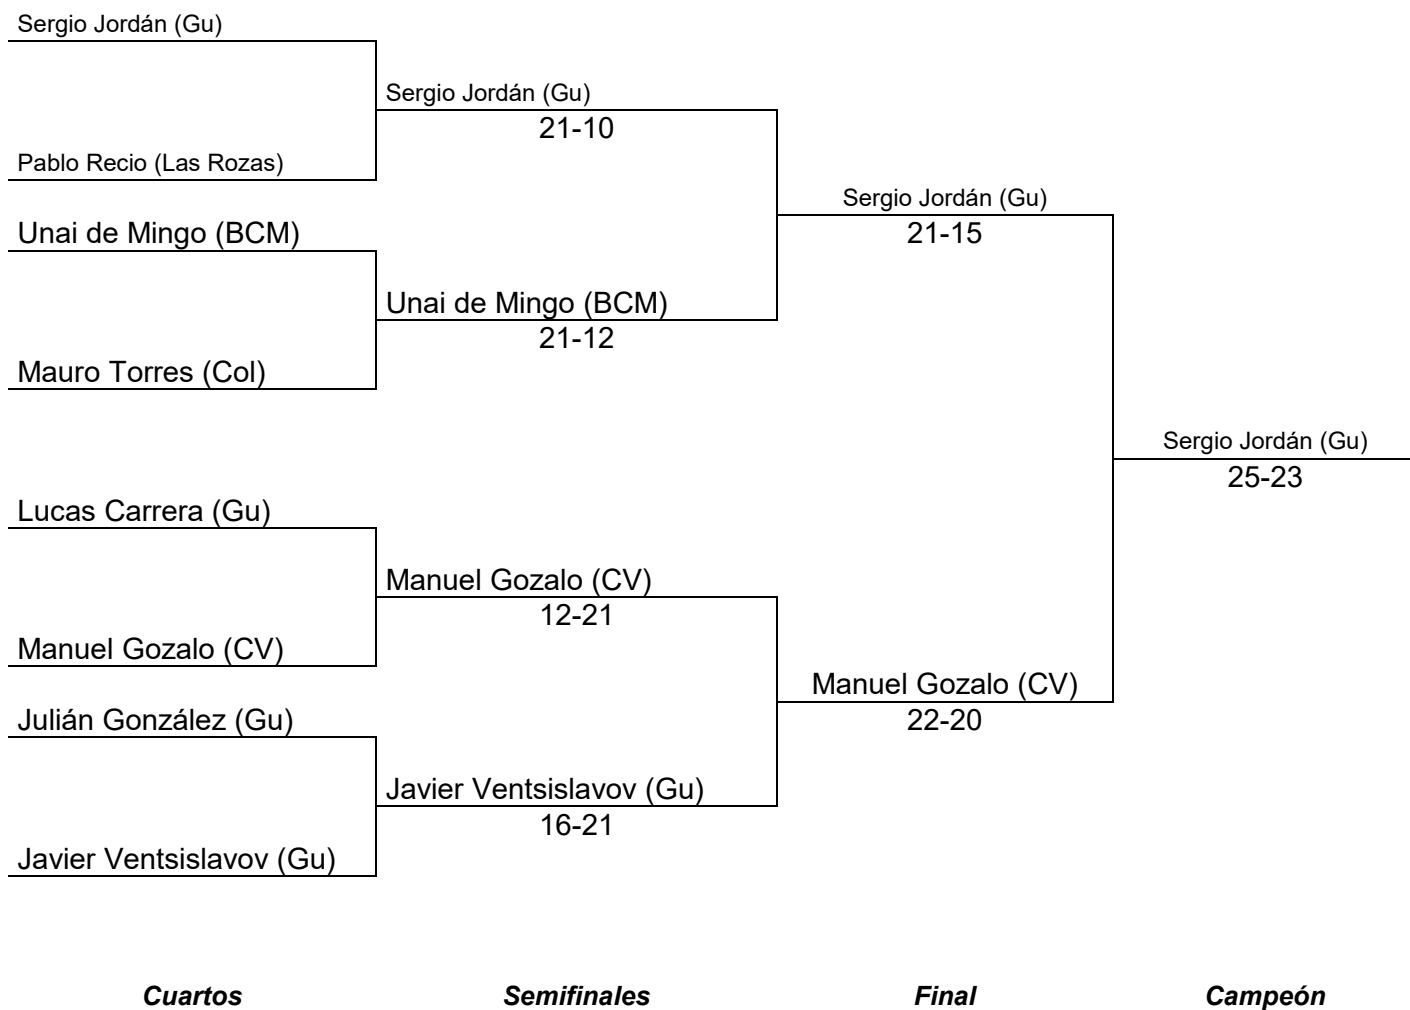 Sergio Jordán (Gu)
Sergio Jordán (Gu)
21-10
Pablo Recio (Las Rozas)
Sergio Jordán (Gu)
Unai de Mingo (BCM)
21-15
Unai de Mingo (BCM)
21-12
Mauro Torres (Col)
Sergio Jordán (Gu)
25-23
Lucas Carrera (Gu)
Manuel Gozalo (CV)
12-21
Manuel Gozalo (CV)
Manuel Gozalo (CV)
Julián González (Gu)
22-20
Javier Ventsislavov (Gu)
16-21
Javier Ventsislavov (Gu)
Cuartos Semifinales Final Campeón